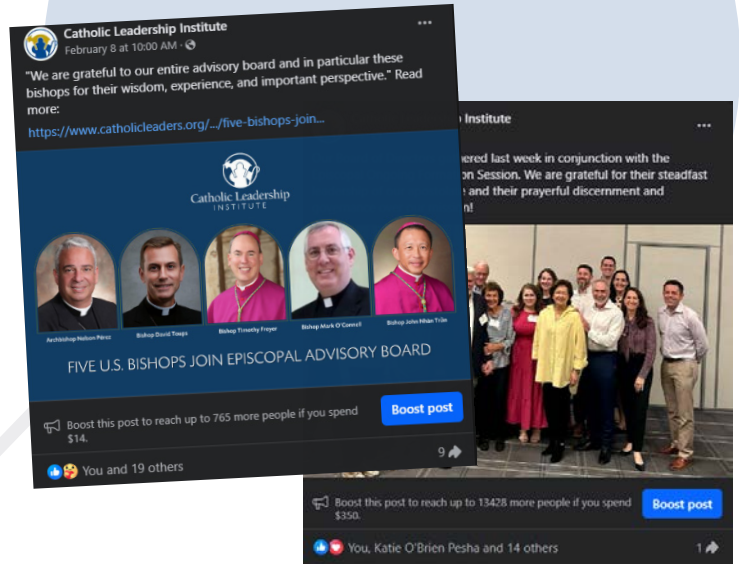 Catholic Leadership Institute
February 8 at 10:00 AM ·
"We are grateful to our entire advisory board and in particular these
bishops for their wisdom, experience, and important perspective." Read
more:
https://www.catholicleaders.org/.../five-bishops-join...
Catholic Leadership
INSTITUTE
Archbishop Nelson Pérez
Bishop David Toups
Bishop Timothy Freyer
Bishop Mark O'Connell
Bishop John Nhàn Trần
FIVE U.S. BISHOPS JOIN EPISCOPAL ADVISORY BOARD
Boost this post to reach up to 765 more people if you spend
$14.
Boost post
You and 19 others
9
Institute
ered last week in conjunction with the
on Session. We are grateful for their steadfast
and their prayerful discernment and
n!
Boost this post to reach up to 13428 more people if you spend
$350.
Boost post
You, Katie O'Brien Pesha and 14 others
1